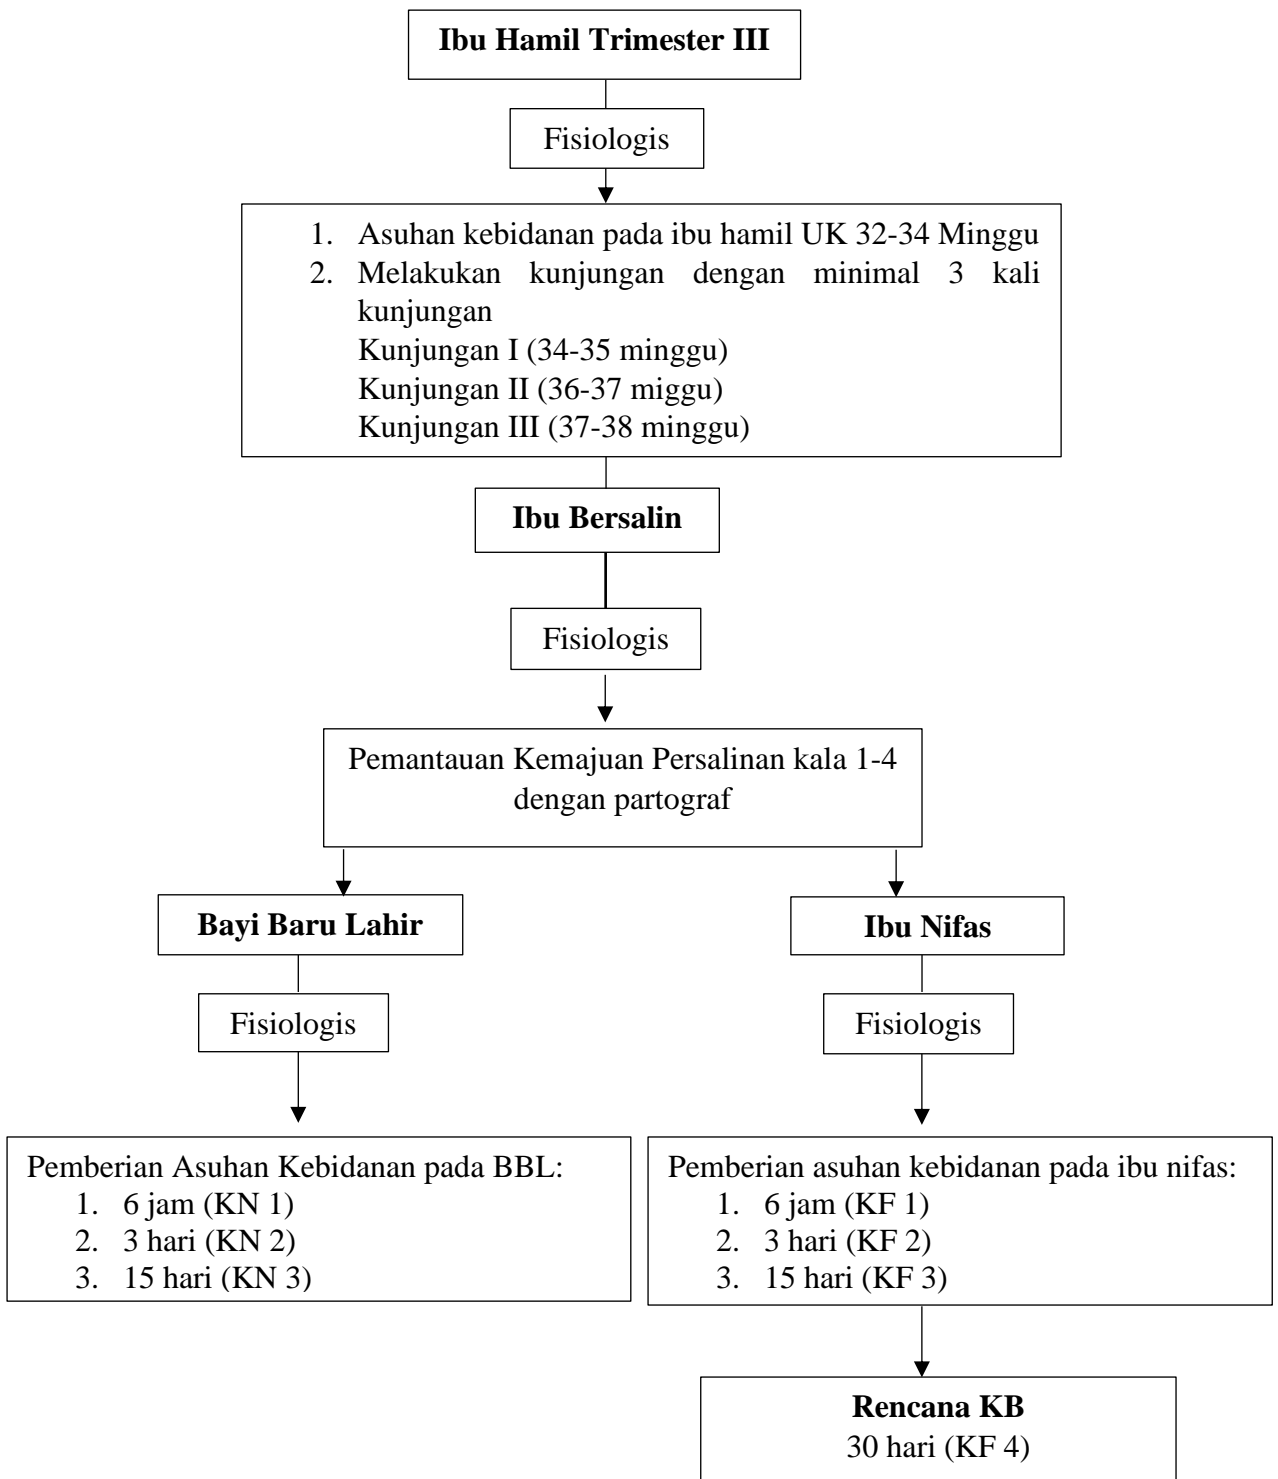 Ibu Hamil Trimester III
Fisiologis
1. Asuhan kebidanan pada ibu hamil UK 32-34 Minggu
2. Melakukan kunjungan dengan minimal 3 kali
kunjungan
Kunjungan I (34-35 minggu)
Kunjungan II (36-37 miggu)
Kunjungan III (37-38 minggu)
Ibu Bersalin
Fisiologis
Pemantauan Kemajuan Persalinan kala 1-4
dengan partograf
Bayi Baru Lahir
Fisiologis
Pemberian Asuhan Kebidanan pada BBL:
1. 6 jam (KN 1)
2. 3 hari (KN 2)
3. 15 hari (KN 3)
Ibu Nifas
Fisiologis
Pemberian asuhan kebidanan pada ibu nifas:
1. 6 jam (KF 1)
2. 3 hari (KF 2)
3. 15 hari (KF 3)
Rencana KB
30 hari (KF 4)